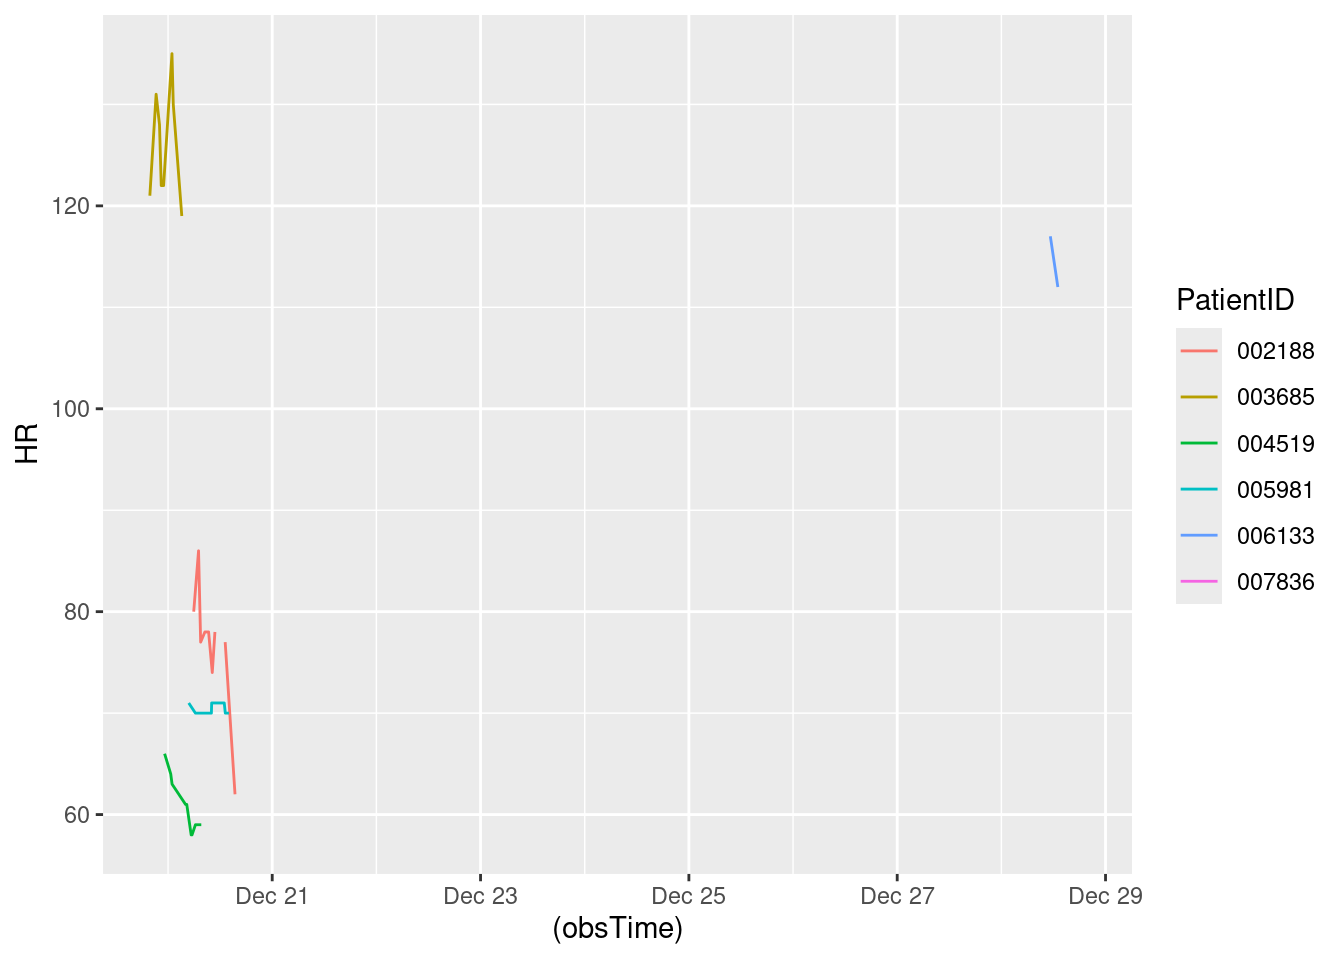 HR
120
100
80
60
Dec 21
Dec 23
Dec 25
Dec 27
Dec 29
(obsTime)
PatientID
002188
003685
004519
005981
006133
007836